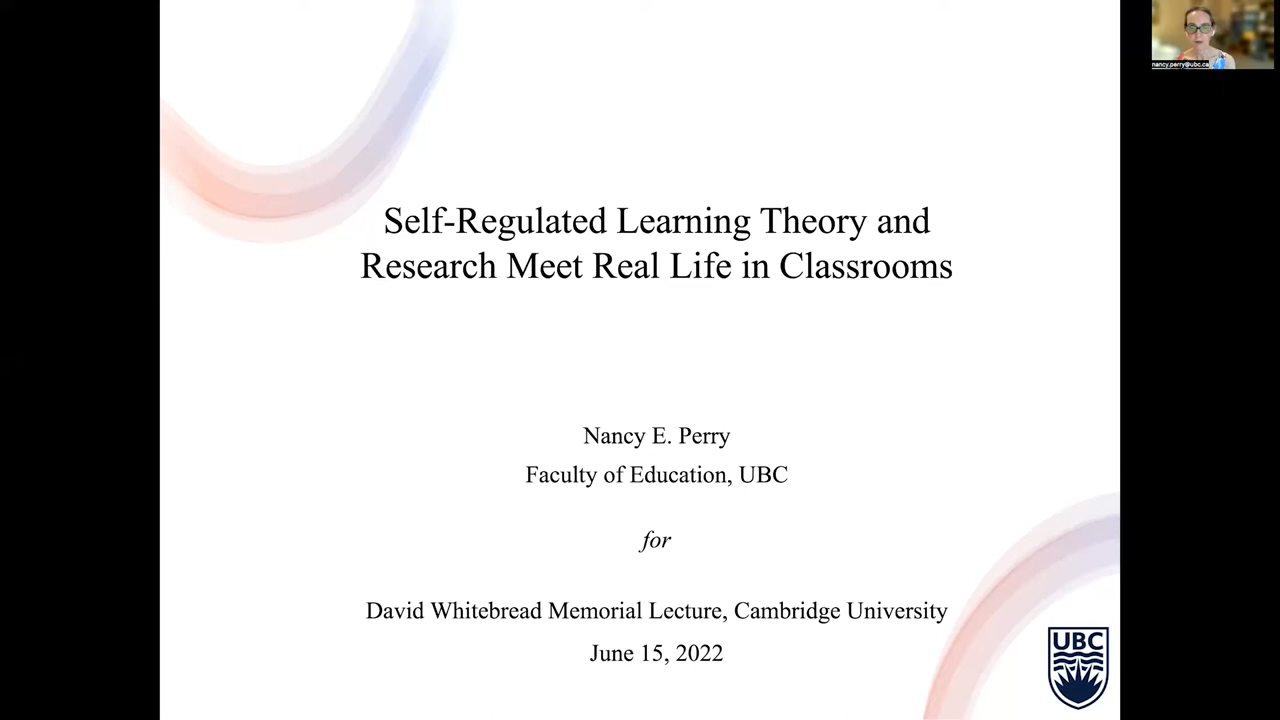 nancy.perry@ubc.ca
Self-Regulated Learning Theory and
Research Meet Real Life in Classrooms
Nancy E. Perry
Faculty of Education, UBC
for
David Whitebread Memorial Lecture, Cambridge University
June 15, 2022
UBC